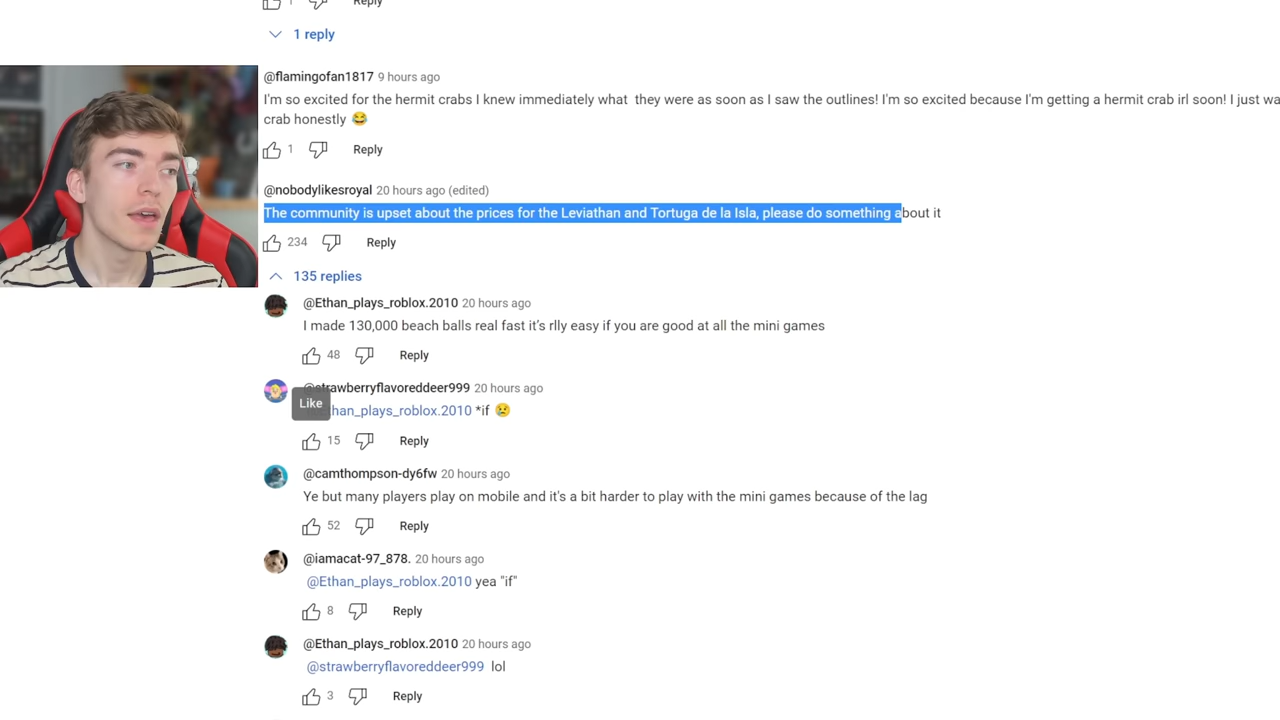 1 Reply
1 reply
@flamingofan1817 9 hours ago
I'm so excited for the hermit crabs I knew immediately what they were as soon as I saw the outlines! I'm so excited because I'm getting a hermit crab irl soon! I just wa
crab honestly 😂
1 Reply
@nobodylikesroyal 20 hours ago (edited)
The community is upset about the prices for the Leviathan and Tortuga de la Isla, please do something about it
234 Reply
135 replies
@Ethan_plays_roblox.2010 20 hours ago
I made 130,000 beach balls real fast it's rlly easy if you are good at all the mini games
48 Reply
@strawberryflavoreddeer999 20 hours ago
Like
han_plays_roblox.2010 *if 😢
15 Reply
@camthompson-dy6fw 20 hours ago
Ye but many players play on mobile and it's a bit harder to play with the mini games because of the lag
52 Reply
@iamacat-97_878. 20 hours ago
@Ethan_plays_roblox.2010 yea "if"
8 Reply
@Ethan_plays_roblox.2010 20 hours ago
@strawberryflavoreddeer999 lol
3 Reply